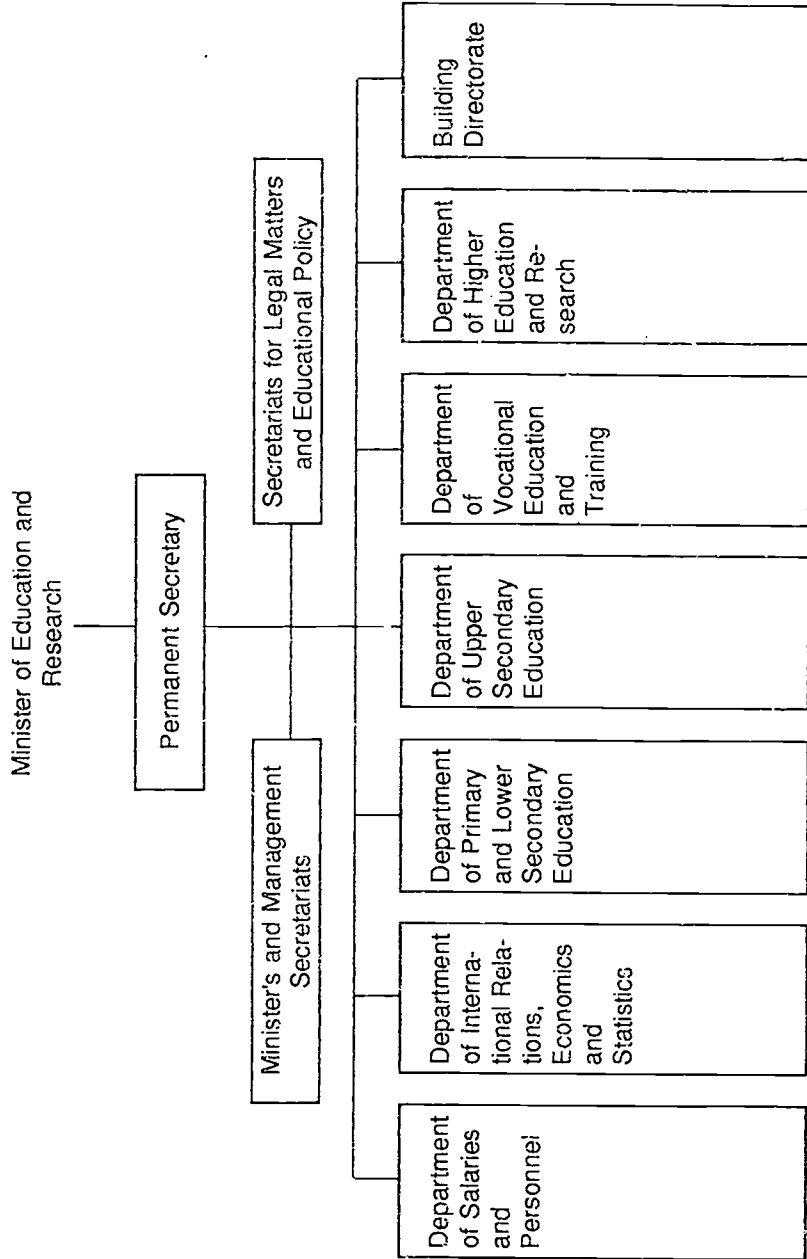 Minister of Education and
Research
Permanent Secretary
Minister's and Management
Secretariats
Secretariats for Legal Matters
and Educational Policy
Department
of Salaries
and
Personnel
Department
of Interna-
tional Rela-
tions,
Economics
and
Statistics
Department
of Primary
and Lower
Secondary
Education
Department
of Upper
Secondary
Education
Department
of
Vocational
Education
and
Training
Department
of Higher
Education
and Re-
search
Building
Directorate